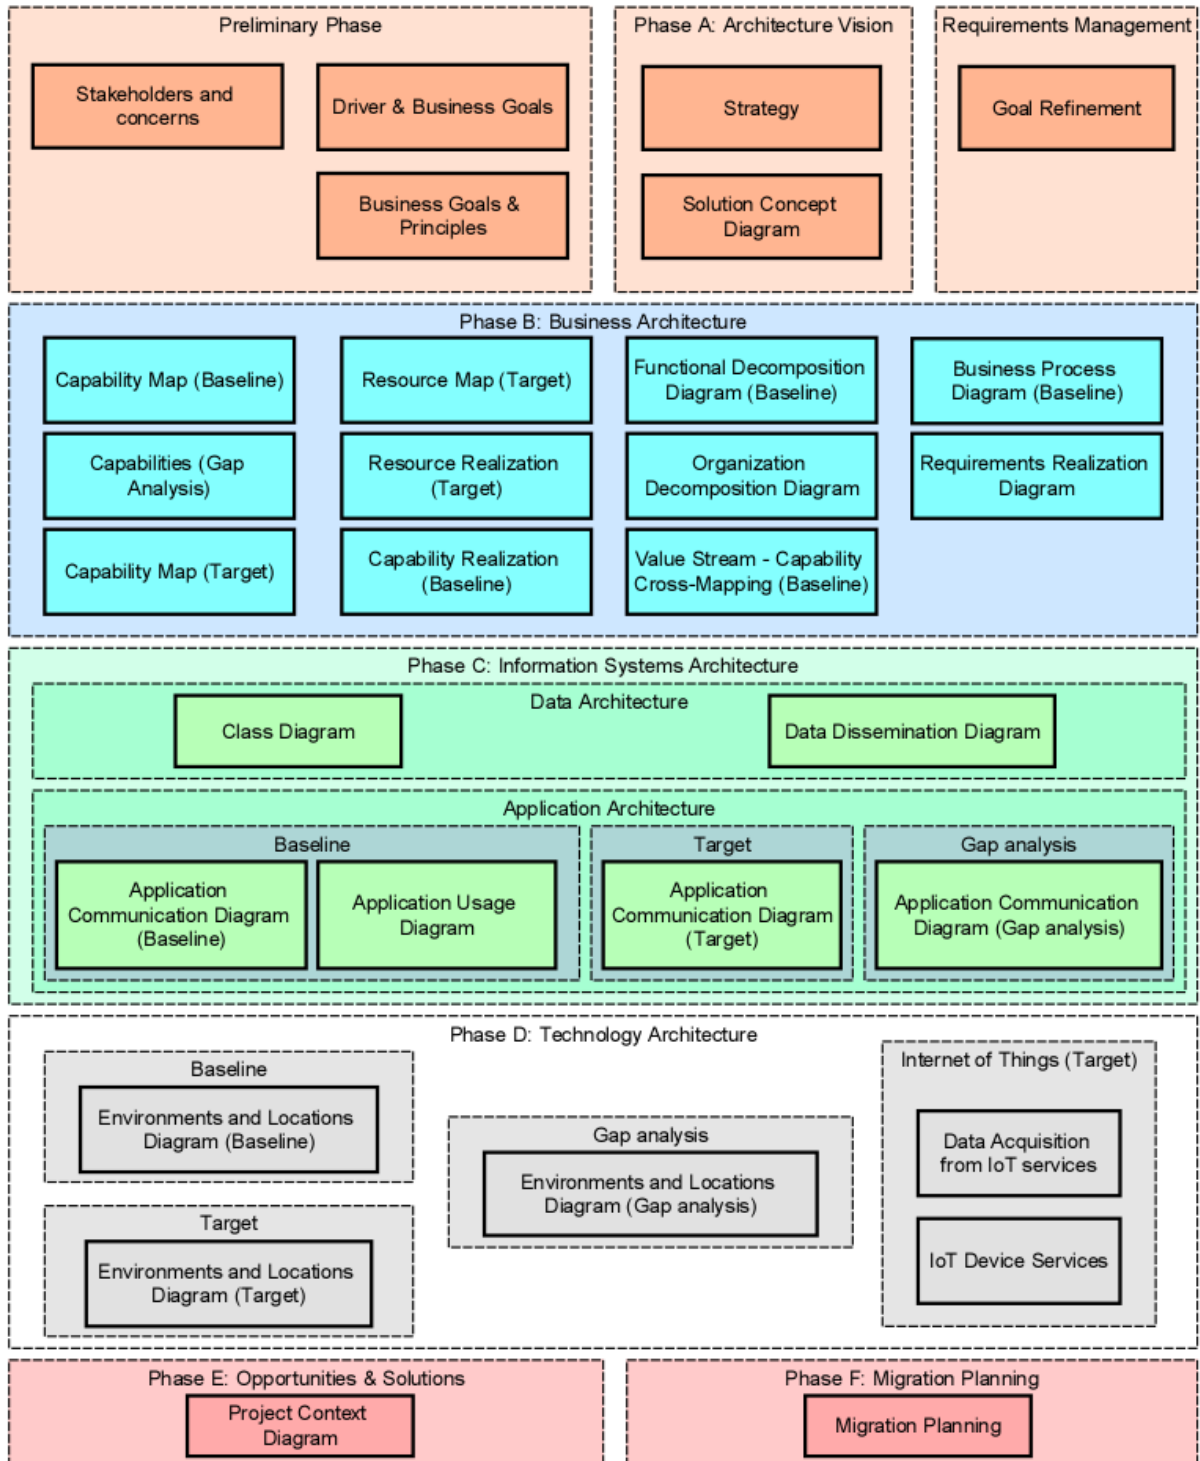 Preliminary Phase
Stakeholders and
concerns
Driver & Business Goals
Business Goals &
Principles
Phase A: Architecture Vision
Strategy
Solution Concept
Diagram
Requirements Management
Goal Refinement
Phase B: Business Architecture
Capability Map (Baseline)
Resource Map (Target)
Functional Decomposition
Diagram (Baseline)
Business Process
Diagram (Baseline)
Capabilities (Gap
Analysis)
Resource Realization
(Target)
Organization
Decomposition Diagram
Requirements Realization
Diagram
Capability Map (Target)
Capability Realization
(Baseline)
Value Stream - Capability
Cross-Mapping (Baseline)
Phase C: Information Systems Architecture
Data Architecture
Class Diagram
Data Dissemination Diagram
Application Architecture
Baseline
Application
Communication Diagram
(Baseline)
Application Usage
Diagram
Target
Application
Communication Diagram
(Target)
Gap analysis
Application Communication
Diagram (Gap analysis)
Phase D: Technology Architecture
Baseline
Environments and Locations
Diagram (Baseline)
Target
Environments and Locations
Diagram (Target)
Gap analysis
Environments and Locations
Diagram (Gap analysis)
Internet of Things (Target)
Data Acquisition
from IoT services
IoT Device Services
Phase E: Opportunities & Solutions
Project Context
Diagram
Phase F: Migration Planning
Migration Planning